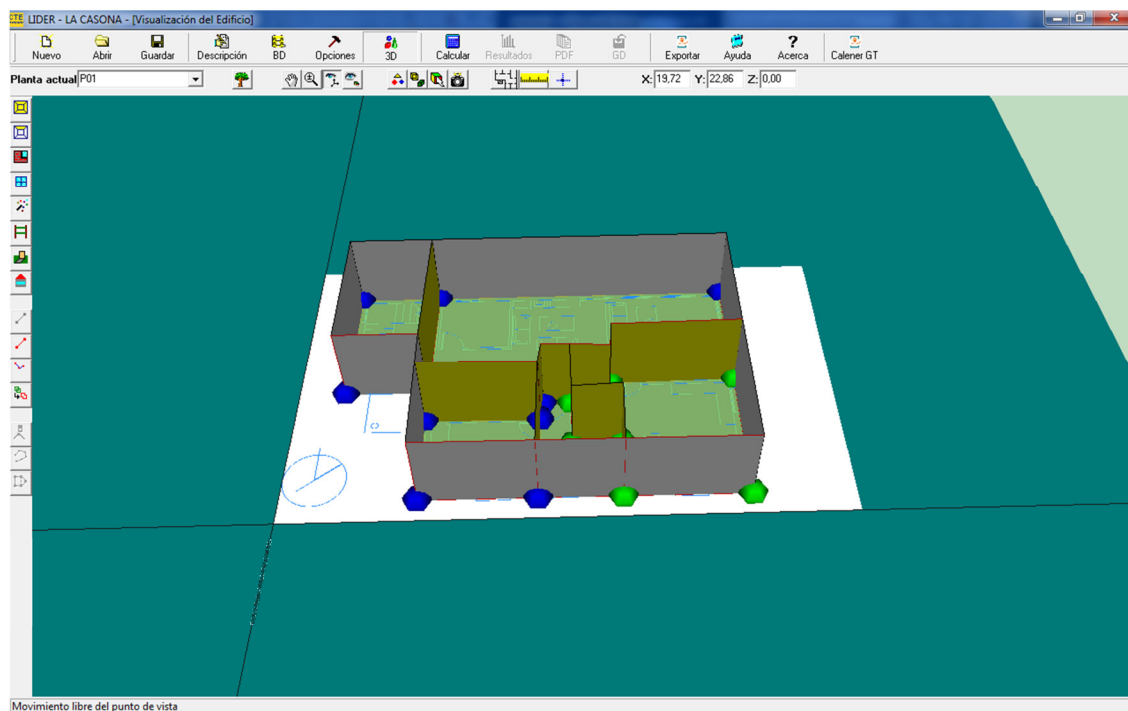 CTE LIDER - LA CASONA - [Visualización del Edificio]
Nuevo Abrir Guardar Descripción BD Opciones 3D Calcular Resultados PDF GD Exportar Ayuda Acerca Calener GT
Planta actual P01 X: 19,72 Y: 22,86 Z: 0,00
Movimiento libre del punto de vista